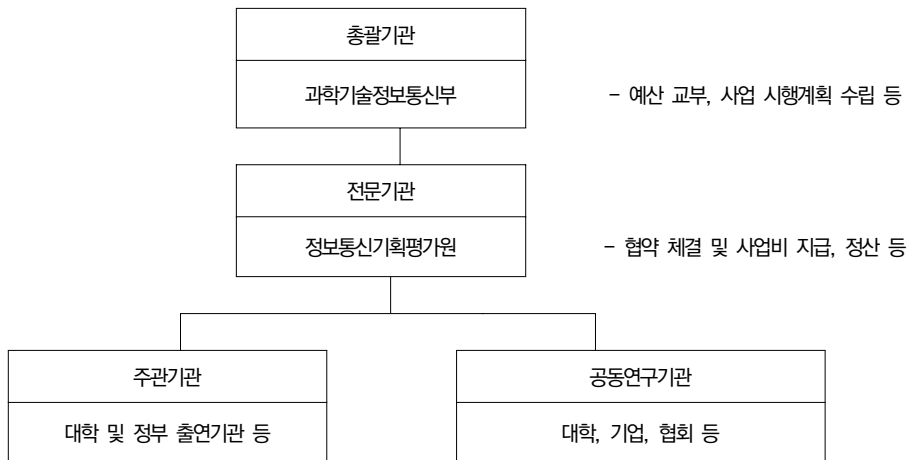 총괄기관
과학기술정보통신부
- 예산 교부, 사업 시행계획 수립 등
전문기관
정보통신기획평가원
- 협약 체결 및 사업비 지급, 정산 등
주관기관
공동연구기관
대학 및 정부 출연기관 등
대학, 기업, 협회 등